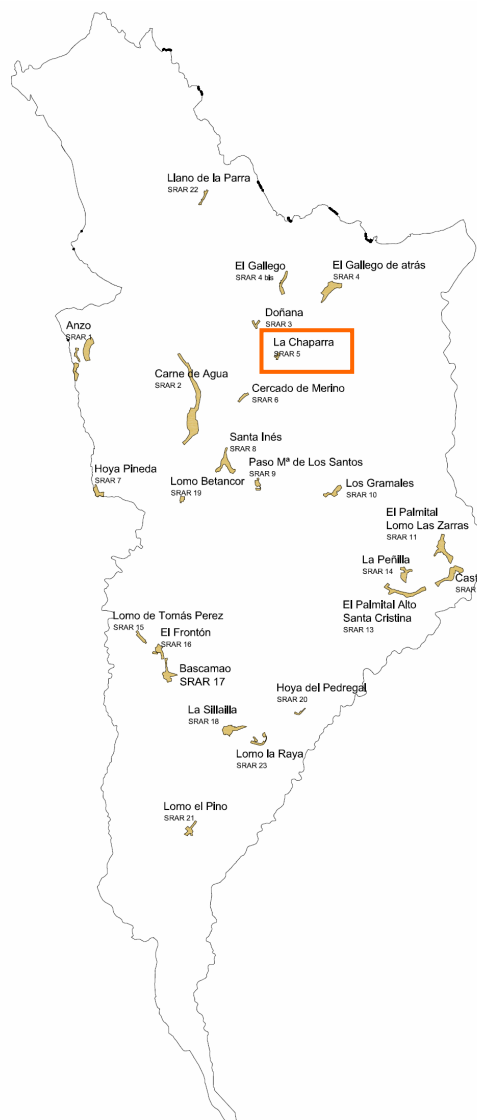 Llano de la Parra
SRAR 22
El Gallego
SRAR 4 bis
El Gallego de atrás
SRAR 4
Doñana
SRAR 3
Anzo
SRAR 1
La Chaparra
SRAR 5
Carne de Agua
SRAR 2
Cercado de Merino
SRAR 6
Santa Inés
SRAR 8
Paso Mª de Los Santos
SRAR 9
Hoya Pineda
SRAR 7
Lomo Betancor
SRAR 19
Los Gramales
SRAR 10
El Palmital
Lomo Las Zarras
SRAR 11
La Peñilla
SRAR 14
Cast
SRAR
El Palmital Alto
Santa Cristina
SRAR 13
Lomo de Tomás Perez
SRAR 15
El Frontón
SRAR 16
Bascamao
SRAR 17
Hoya del Pedregal
SRAR 20
La Sillailla
SRAR 18
Lomo la Raya
SRAR 23
Lomo el Pino
SRAR 21